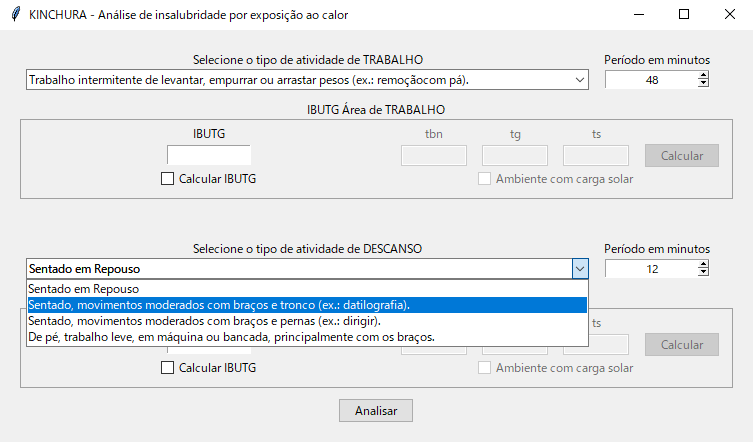 KINCHURA - Análise de insalubridade por exposição ao calor
Selecione o tipo de atividade de TRABALHO
Período em minutos
Trabalho intermitente de levantar, empurrar ou arrastar pesos (ex.: remoçãocom pá).
48
IBUTG Área de TRABALHO
IBUTG
tbn
tg
ts
Calcular
Calcular IBUTG
Ambiente com carga solar
Selecione o tipo de atividade de DESCANSO
Período em minutos
Sentado em Repouso
12
Sentado em Repouso
Sentado, movimentos moderados com braços e tronco (ex.: datilografia).
Sentado, movimentos moderados com braços e pernas (ex.: dirigir).
ts
De pé, trabalho leve, em máquina ou bancada, principalmente com os braços.
Calcular
Calcular IBUTG
Ambiente com carga solar
Analisar